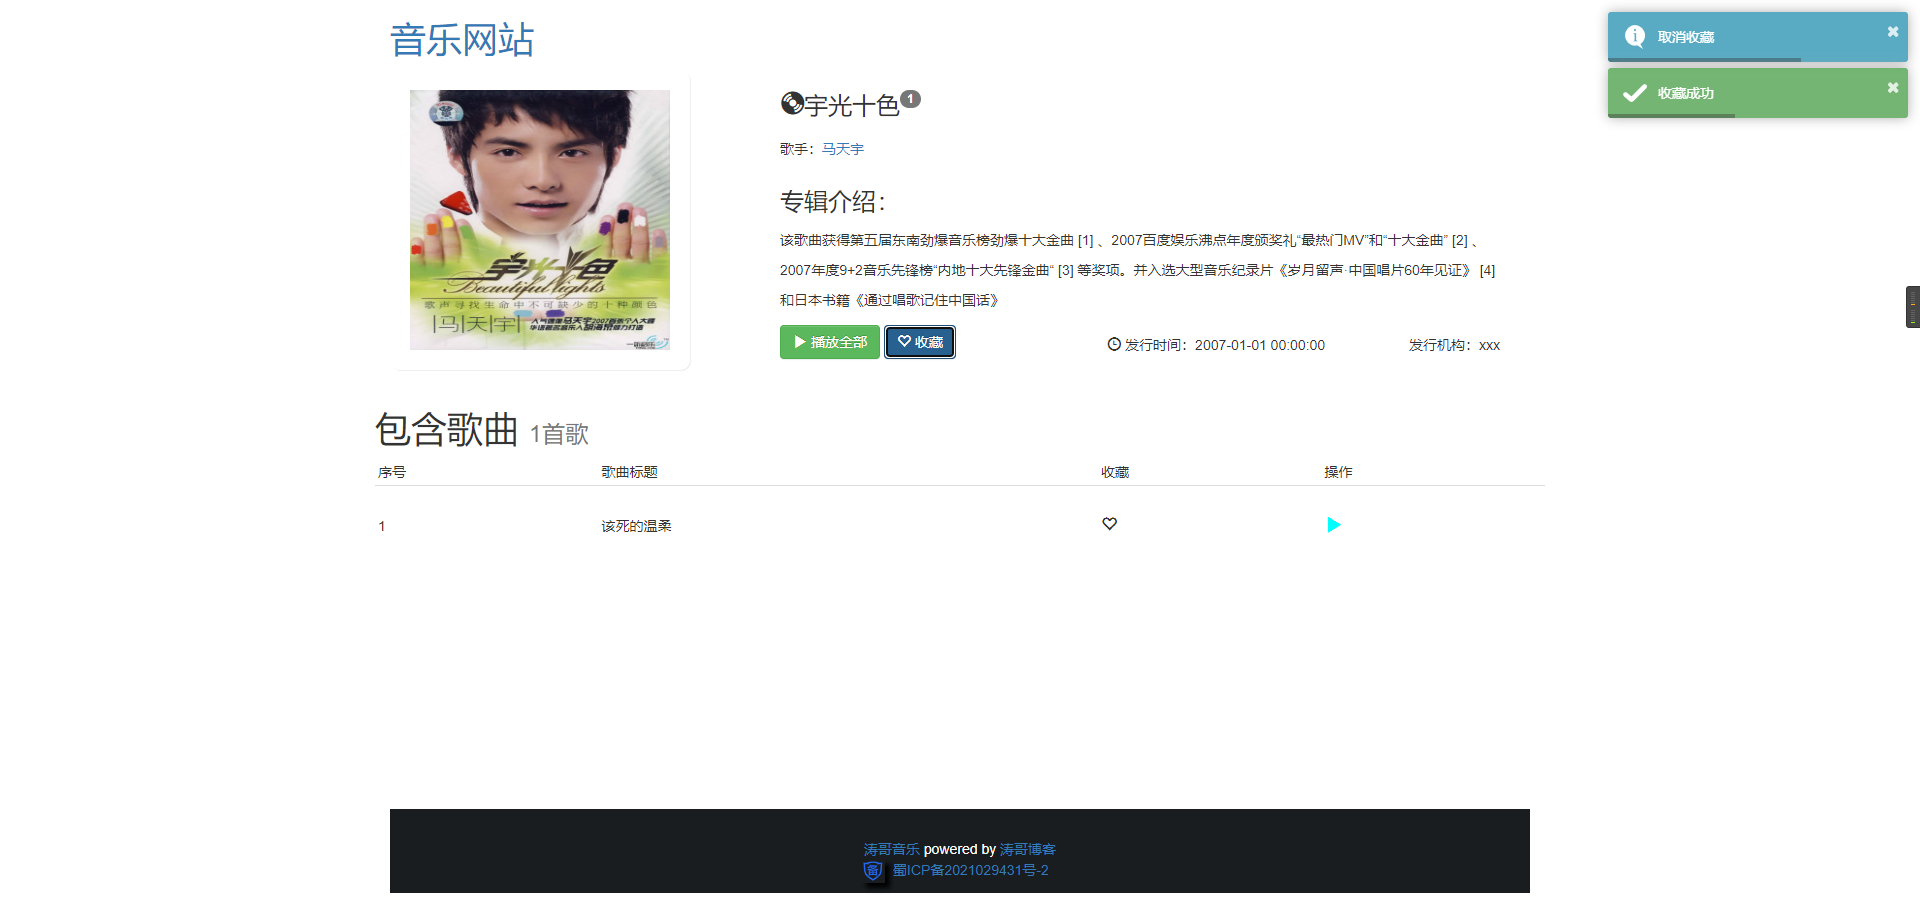 音乐网站
取消收藏
收藏成功
宇光十色
Beautiful lights
歌声寻找生命中不可缺少的十种颜色
|马|天|宇|
宇光十色 1
歌手：马天宇
专辑介绍：
该歌曲获得第五届东南劲爆音乐榜劲爆十大金曲 [1] 、2007百度娱乐沸点年度颁奖礼“最热门MV”和“十大金曲” [2] 、
2007年度9+2音乐先锋榜“内地十大先锋金曲“ [3] 等奖项。并入选大型音乐纪录片《岁月留声·中国唱片60年见证》 [4]
和日本书籍《通过唱歌记住中国话》
播放全部 收藏 发行时间：2007-01-01 00:00:00 发行机构：xxx
包含歌曲 1首歌
序号 歌曲标题 收藏 操作
1 该死的温柔
涛哥音乐 powered by 涛哥博客
蜀ICP备2021029431号-2